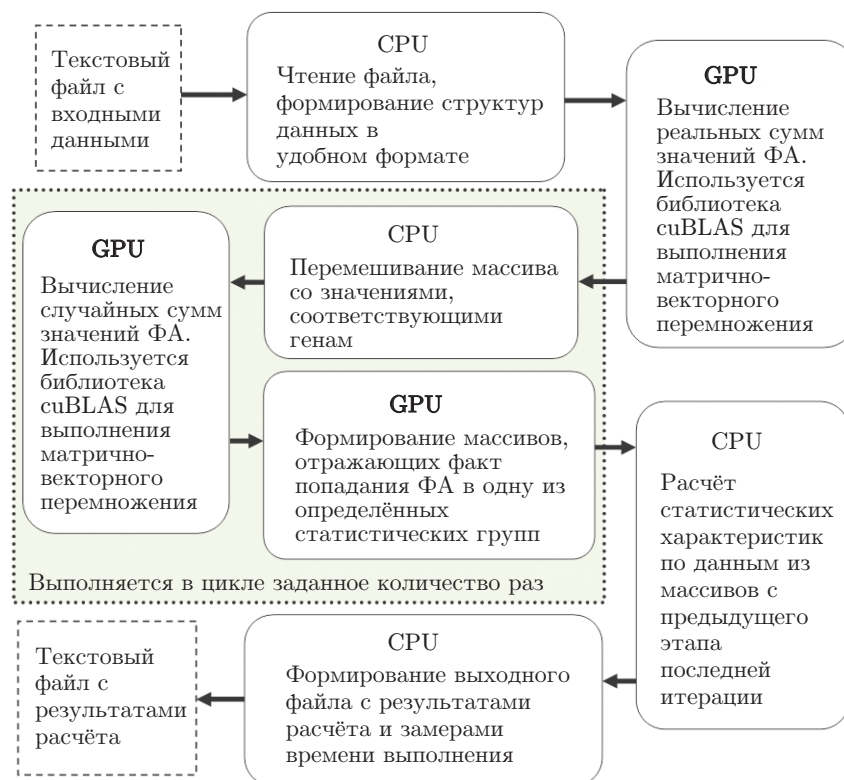 Текстовый
файл с
входными
данными
CPU
Чтение файла,
формирование структур
данных в
удобном формате
GPU
Вычисление
реальных сумм
значений ФА.
Используется
библиотека
cuBLAS для
выполнения
матрично-
векторного
перемножения
CPU
Перемешивание массива
со значениями,
соответствующими
генам
GPU
Вычисление
случайных сумм
значений ФА.
Используется
библиотека
cuBLAS для
выполнения
матрично-
векторного
перемножения
GPU
Формирование массивов,
отражающих факт
попадания ФА в одну из
определённых
статистических групп
Выполняется в цикле заданное количество раз
CPU
Расчёт
статистических
характеристик
по данным из
массивов с
предыдущего
этапа
последней
итерации
CPU
Формирование выходного
файла с результатами
расчёта и замерами
времени выполнения
Текстовый
файл с
результатами
расчёта